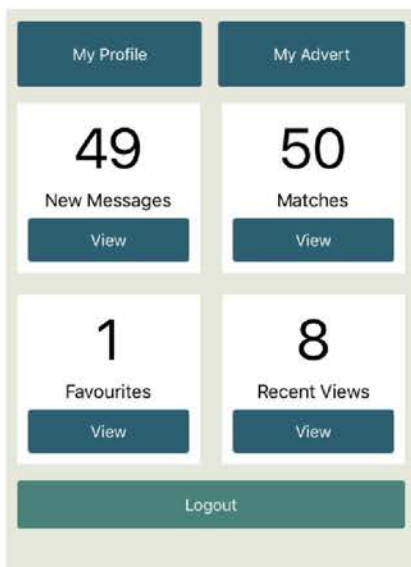 My Profile
My Advert
49
50
New Messages
Matches
View
View
1
8
Favourites
Recent Views
View
View
Logout